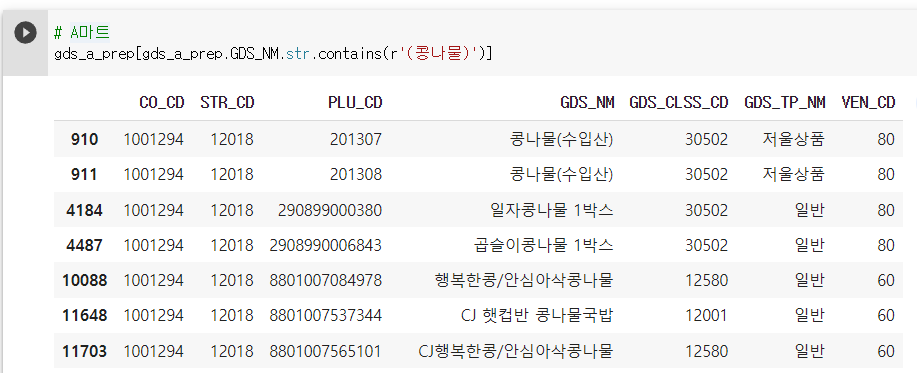 # A마트
gds_a_prep[gds_a_prep.GDS_NM.str.contains(r'(콩나물)')]
CO_CD STR_CD PLU_CD GDS_NM GDS_CLSS_CD GDS_TP_NM VEN_CD
910 1001294 12018 201307 콩나물(수입산) 30502 저울상품 80
911 1001294 12018 201308 콩나물(수입산) 30502 저울상품 80
4184 1001294 12018 290899000380 일자콩나물 1박스 30502 일반 80
4487 1001294 12018 2908990006843 곱슬이콩나물 1박스 30502 일반 80
10088 1001294 12018 8801007084978 행복한콩/안심아삭콩나물 12580 일반 60
11648 1001294 12018 8801007537344 CJ 햇컵반 콩나물국밥 12001 일반 60
11703 1001294 12018 8801007565101 CJ행복한콩/안심아삭콩나물 12580 일반 60